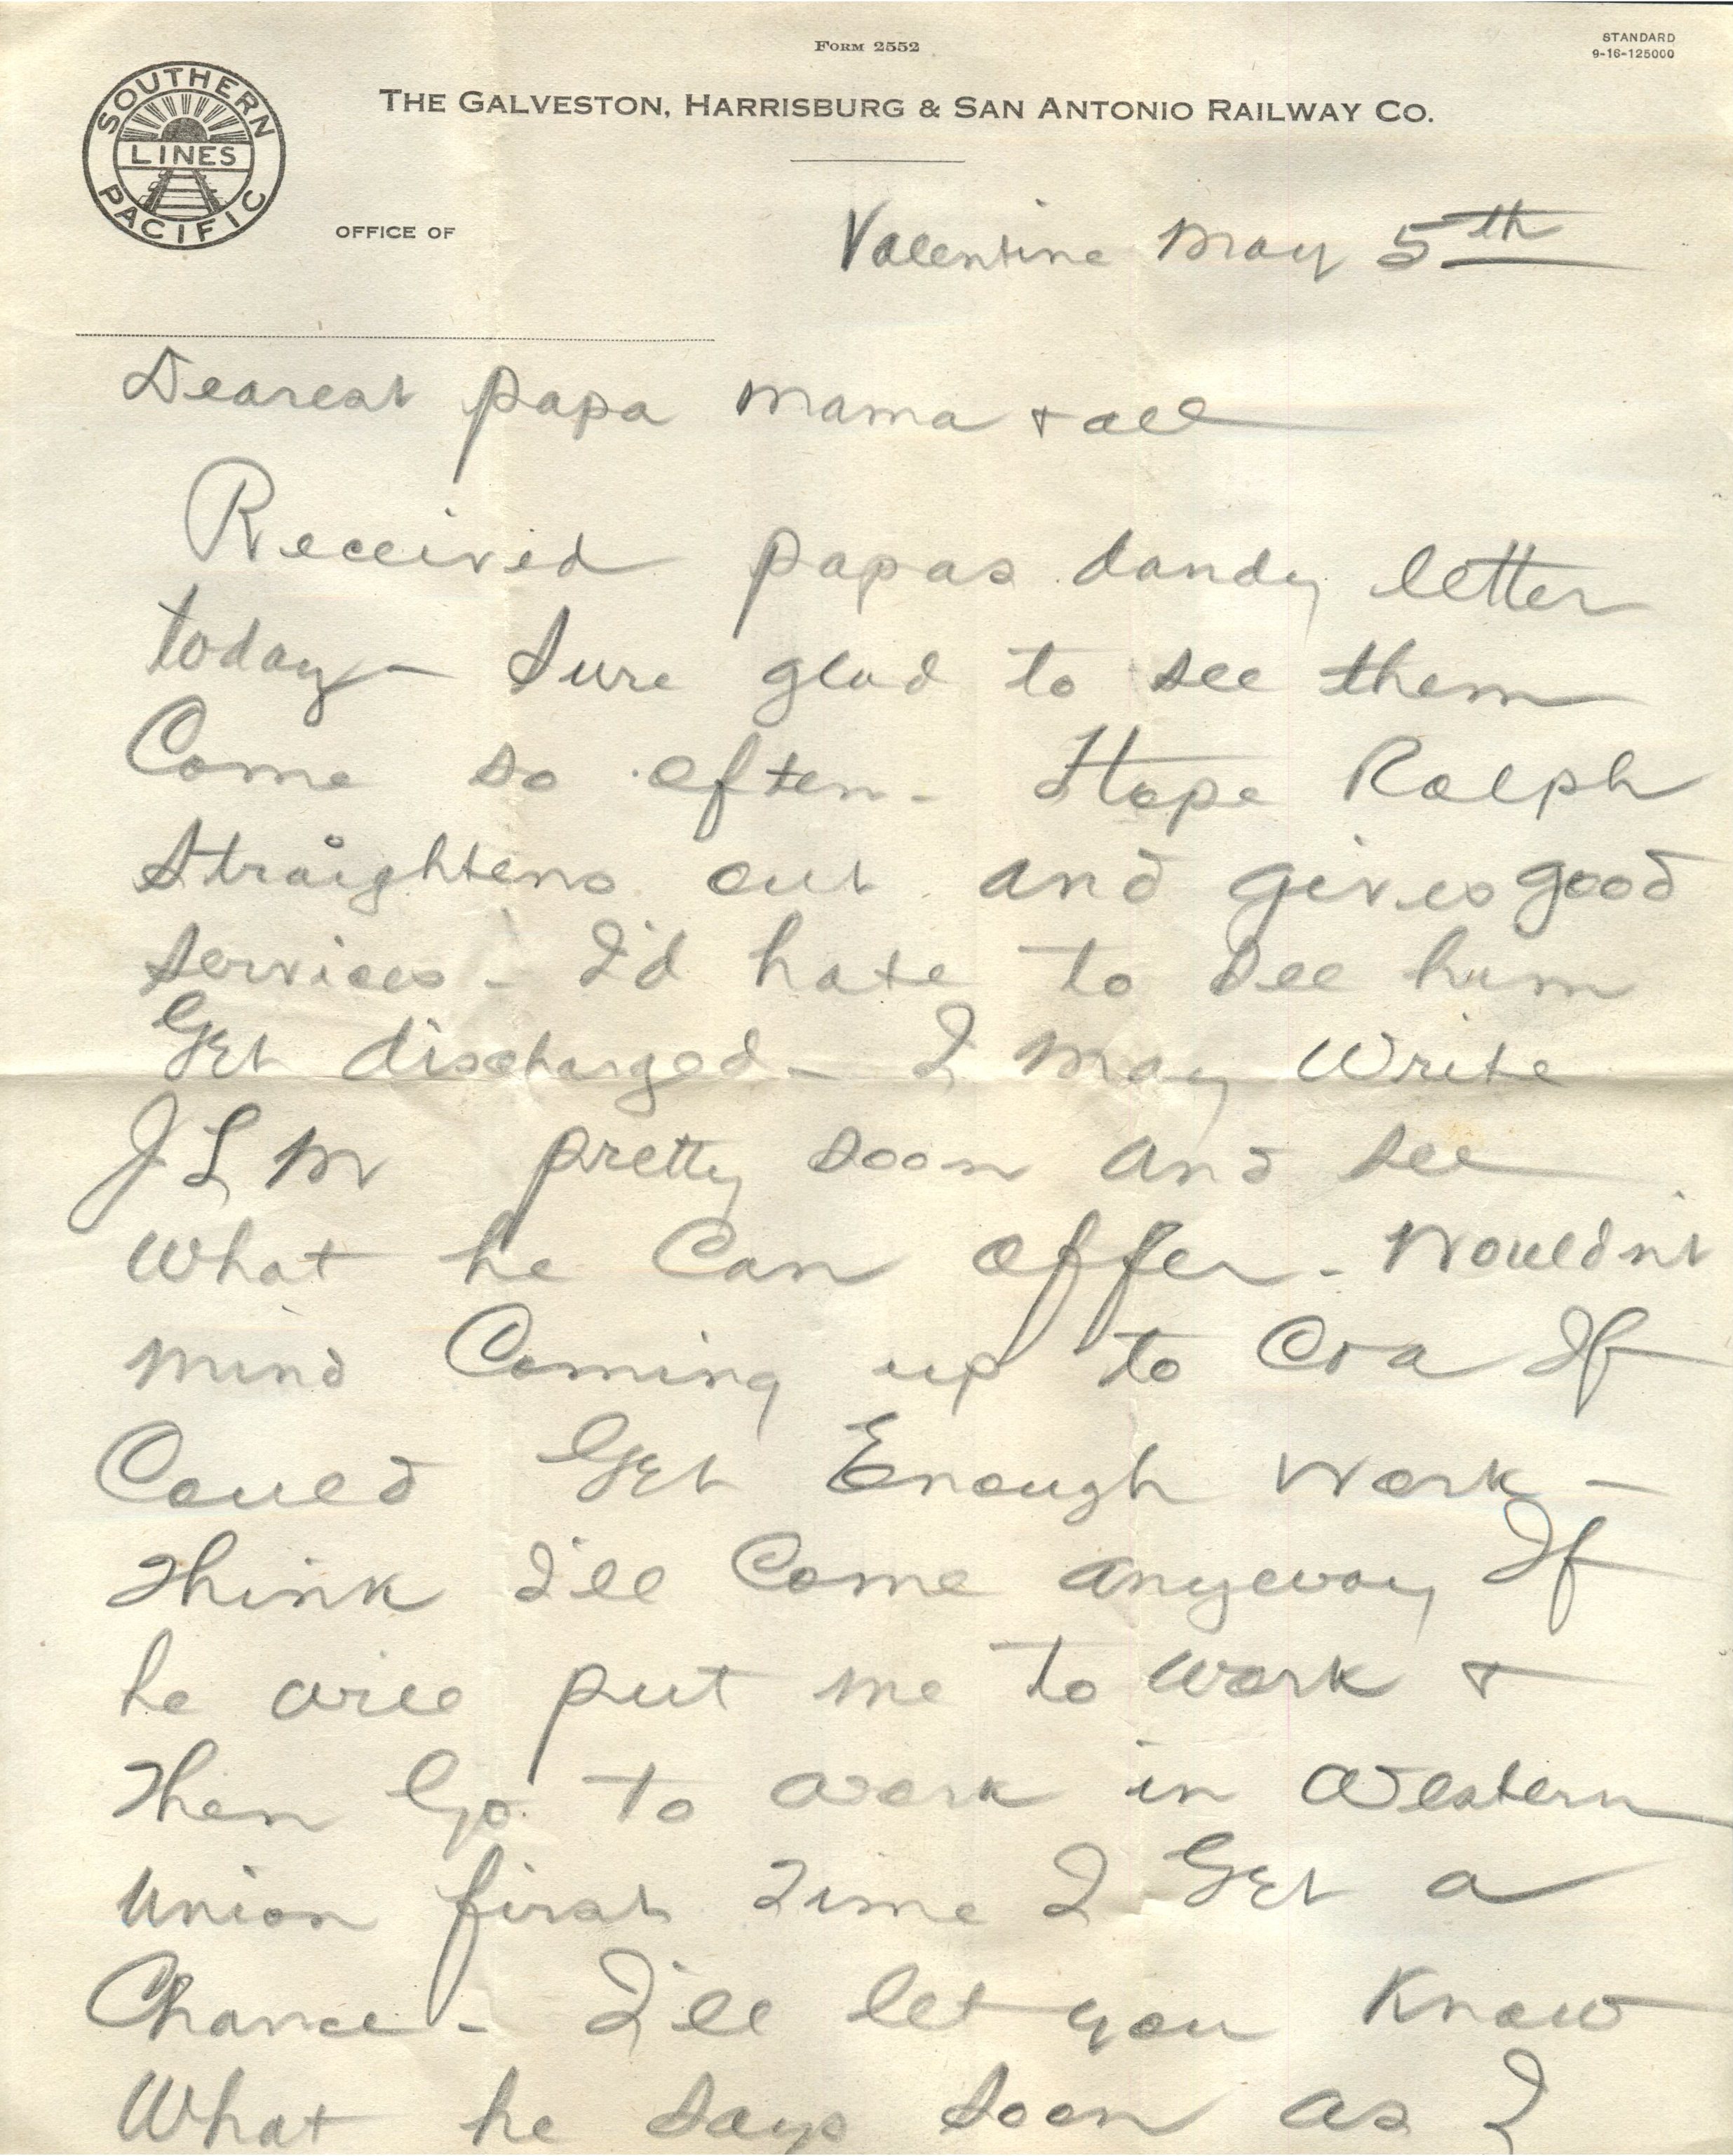 FORM 2552
STANDARD
9-16-125000
THE GALVESTON, HARRISBURG & SAN ANTONIO RAILWAY CO.
SOUTHERN
LINES
PACIFIC
OFFICE OF
Valentine May 5th
Dearest papa mama + all
Received papas dandy letter
today – Sure glad to see them
Come so often – Hope Ralph
straightens out and gives good
services – I'd hate to see him
Get discharged – I may Write
JLM pretty soon and see
What he Can offer – Wouldn't
mind Coming up to Cra If
Could Get Enough Work –
Think I'll Come anyway If
he will put me to work +
Then Go to work in Western
Union first Time I Get a
Chance – I'll let you Know
What he says soon as I